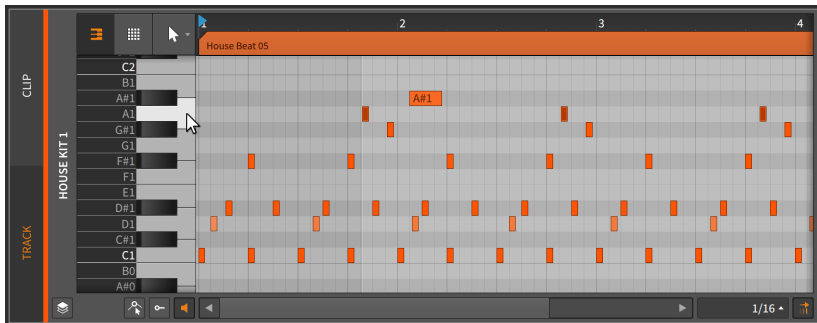 1 2 3 4
House Beat 05
CLIP
TRACK
HOUSE KIT 1
C2
B1
A#1 A#1
A1
G#1
G1
F#1
F1
E1
D#1
D1
C#1
C1
B0
A#0
1/16